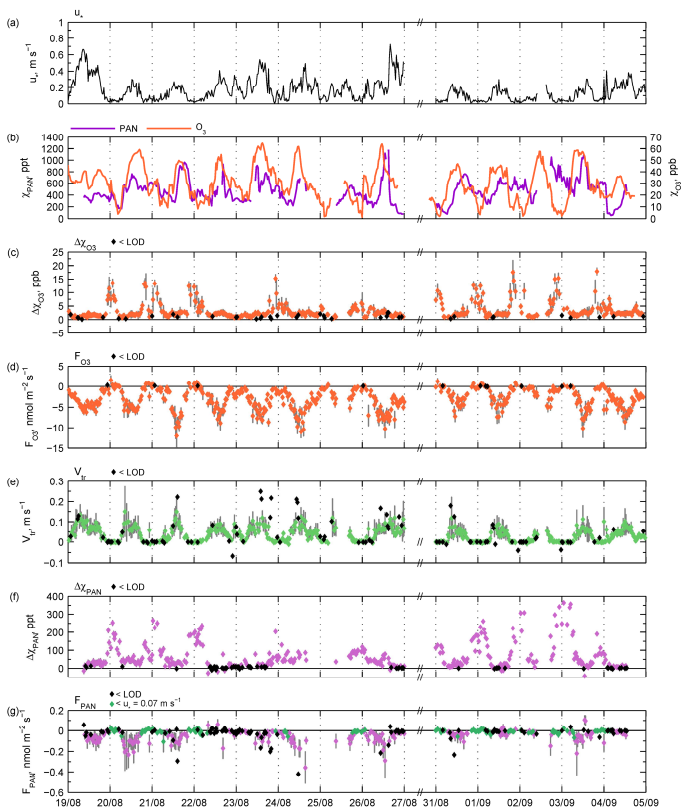 (a)
u*
u*, m s⁻¹
1
0.8
0.6
0.4
0.2
0
(b)
PAN
O₃
χPAN, ppt
1400
1200
1000
800
600
400
200
0
70
60
50
40
30
20
10
0
χO3, ppb
(c)
ΔχO3
< LOD
ΔχO3, ppb
25
20
15
10
5
0
−5
(d)
FO3
< LOD
FO3, nmol m⁻² s⁻¹
5
0
−5
−10
−15
(e)
Vtr
< LOD
Vtr, m s⁻¹
0.3
0.2
0.1
0
−0.1
(f)
ΔχPAN
< LOD
ΔχPAN, ppt
400
300
200
100
0
(g)
FPAN
< LOD
< u* = 0.07 m s⁻¹
FPAN, nmol m⁻² s⁻¹
0.2
0
−0.2
−0.4
−0.6
19/08 20/08 21/08 22/08 23/08 24/08 25/08 26/08 27/08 31/08 01/09 02/09 03/09 04/09 05/09